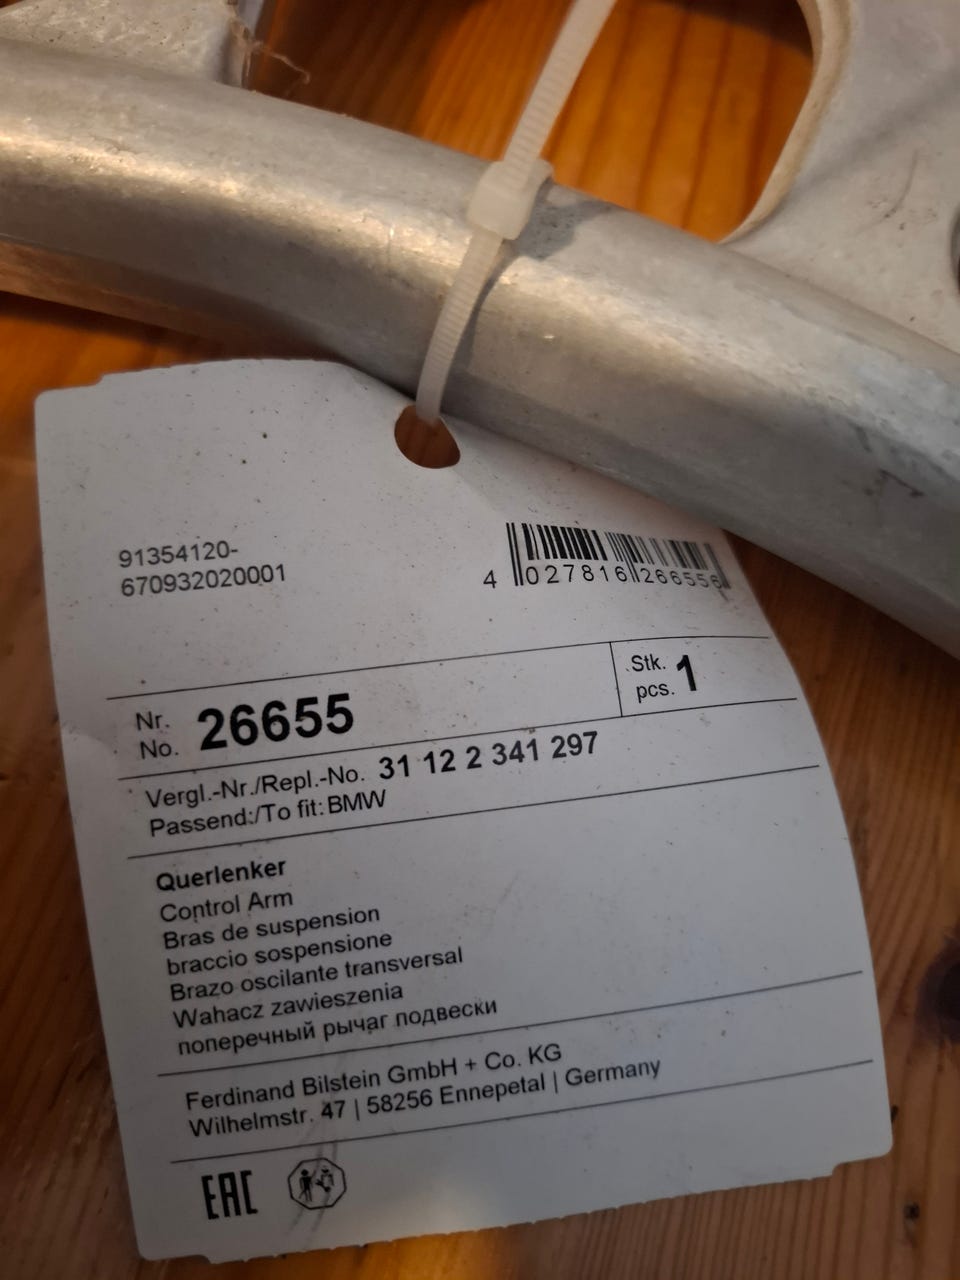 91354120-
670932020001
4 027816 266556
Nr.
No. 26655
Stk.
pcs. 1
Vergl.-Nr./Repl.-No. 31 12 2 341 297
Passend:/To fit: BMW
Querlenker
Control Arm
Bras de suspension
braccio sospensione
Brazo oscilante transversal
Wahacz zawieszenia
поперечный рычаг подвески
Ferdinand Bilstein GmbH + Co. KG
Wilhelmstr. 47 | 58256 Ennepetal | Germany
EAC